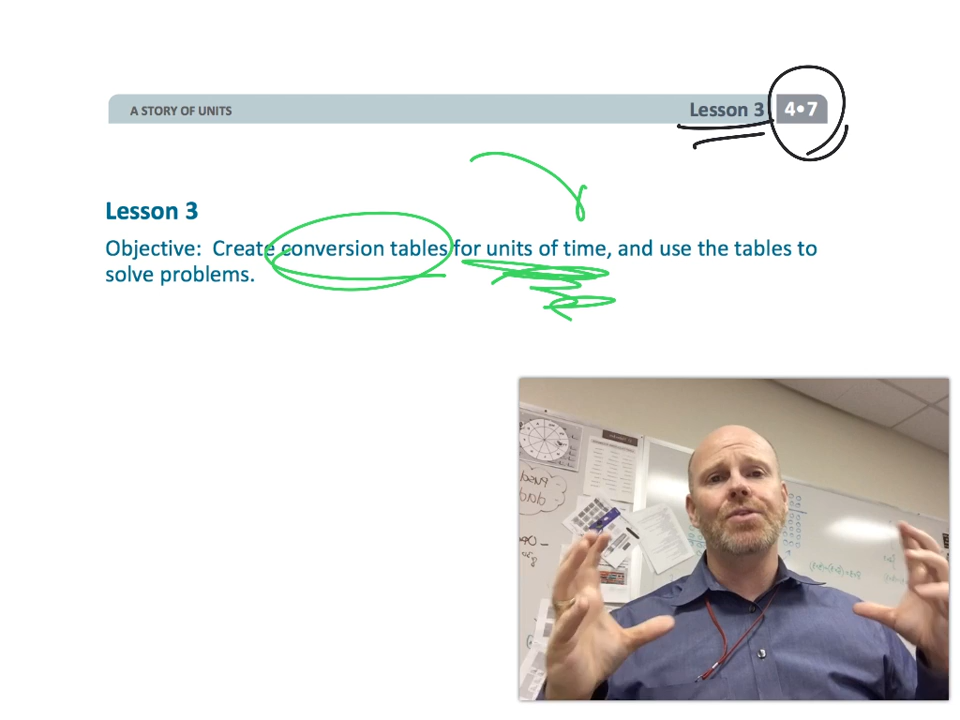 A STORY OF UNITS
Lesson 3 4•7
Lesson 3
Objective: Create conversion tables for units of time, and use the tables to
solve problems.